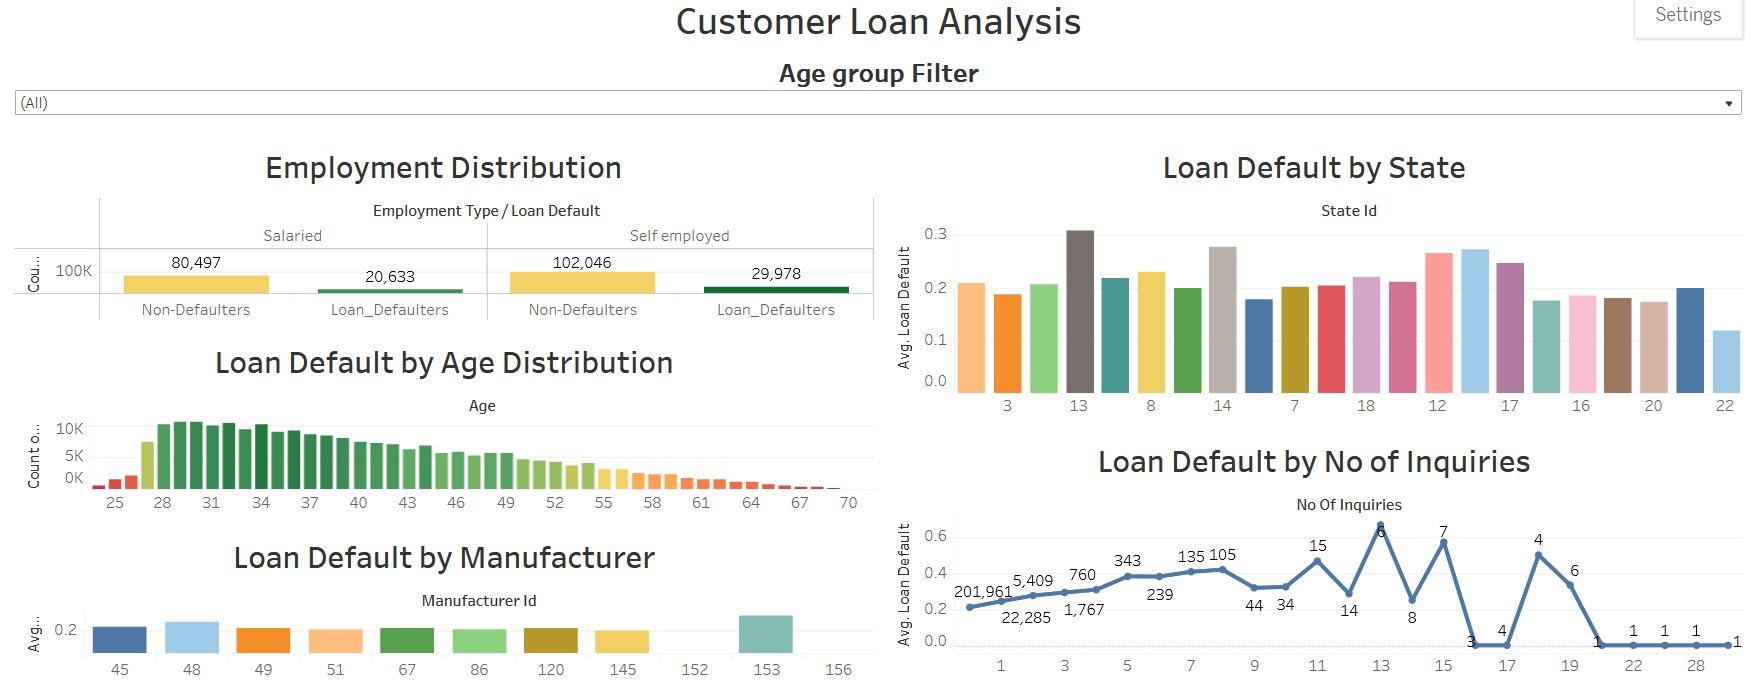 Customer Loan Analysis
Settings
Age group Filter
(All)
Employment Distribution
Employment Type / Loan Default
Salaried Self employed
Cou...
100K
80,497 20,633 102,046 29,978
Non-Defaulters Loan_Defaulters Non-Defaulters Loan_Defaulters
Loan Default by Age Distribution
Age
Count o...
10K
5K
0K
25 28 31 34 37 40 43 46 49 52 55 58 61 64 67 70
Loan Default by Manufacturer
Manufacturer Id
Avg...
0.2
45 48 49 51 67 86 120 145 152 153 156
Loan Default by State
State Id
Avg. Loan Default
0.3
0.2
0.1
0.0
3 13 8 14 7 18 12 17 16 20 22
Loan Default by No of Inquiries
No Of Inquiries
Avg. Loan Default
0.6
0.4
0.2
0.0
201,961 22,285 5,409 1,767 760 343 239 135 105 44 34 15 14 6 8 7 3 4 4 6 1 1 1 1 1
1 3 5 7 9 11 13 15 17 19 22 28